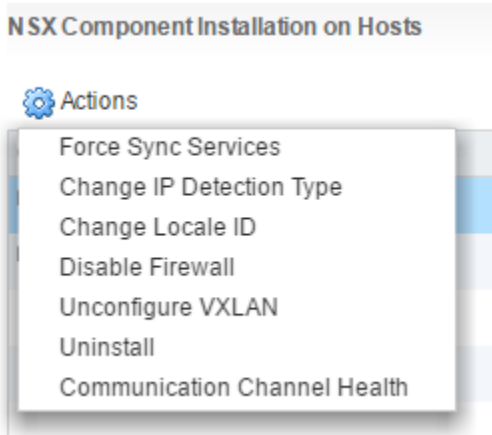 NSX Component Installation on Hosts
Actions
Force Sync Services
Change IP Detection Type
Change Locale ID
Disable Firewall
Unconfigure VXLAN
Uninstall
Communication Channel Health